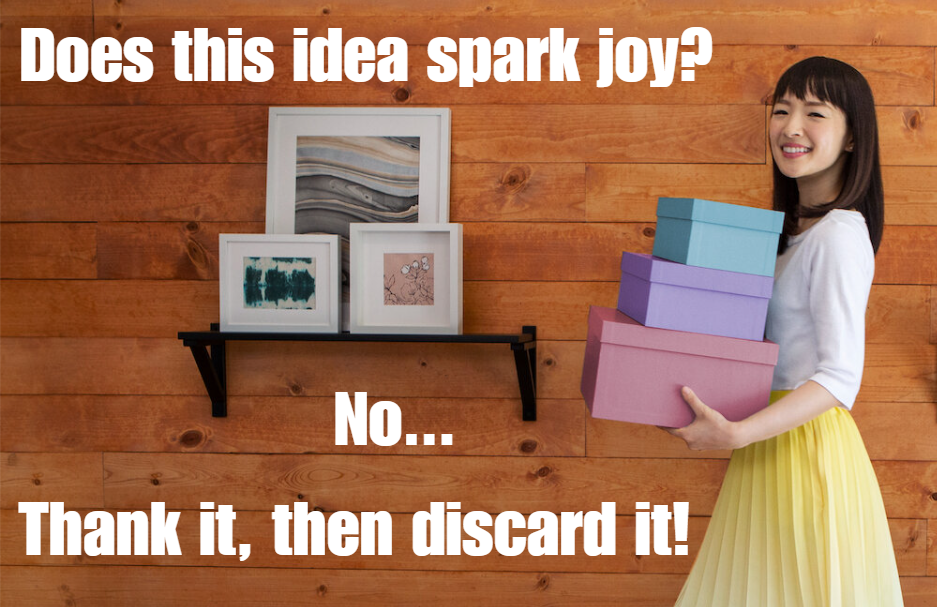 Does this idea spark joy?
No...
Thank it, then discard it!